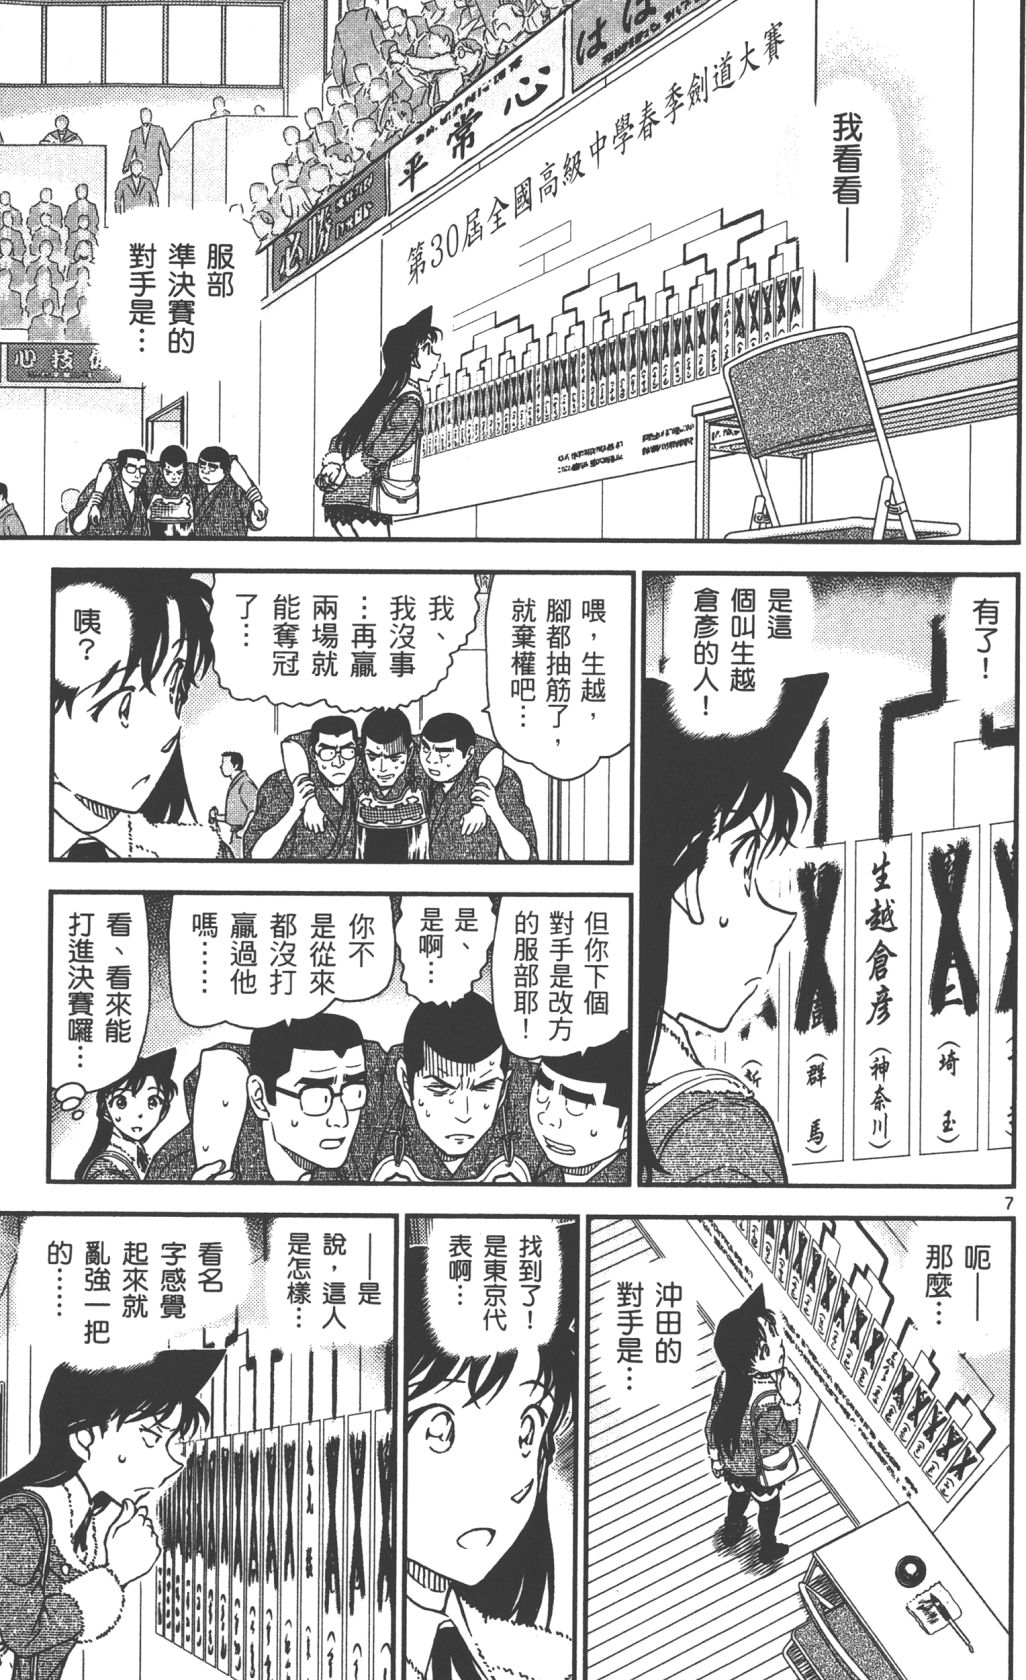 我看看——
第30屆全國高級中學春季劍道大賽
平常心
必勝
はは
心技
服部
準決賽的
對手是…
有了！
是這
個叫生越
倉彥的人！
生越倉彥
（神奈川）
（群馬）
（埼玉）
喂，生越，
腳都抽筋了，
就棄權吧…
我、
我沒事
…再贏
兩場就
能奪冠
了…
咦？
但你下個
對手是改方
的服部耶！
是、
是啊…
你不
是從來
都沒打
贏過他
嗎……
看、看來能
打進決賽囉…
7
呃——
那麼…
沖田的
對手是…
找到了！
是東京代
表啊…
——是
說，這人
是怎樣…
看名
字感覺
起來就
亂強一把
的……